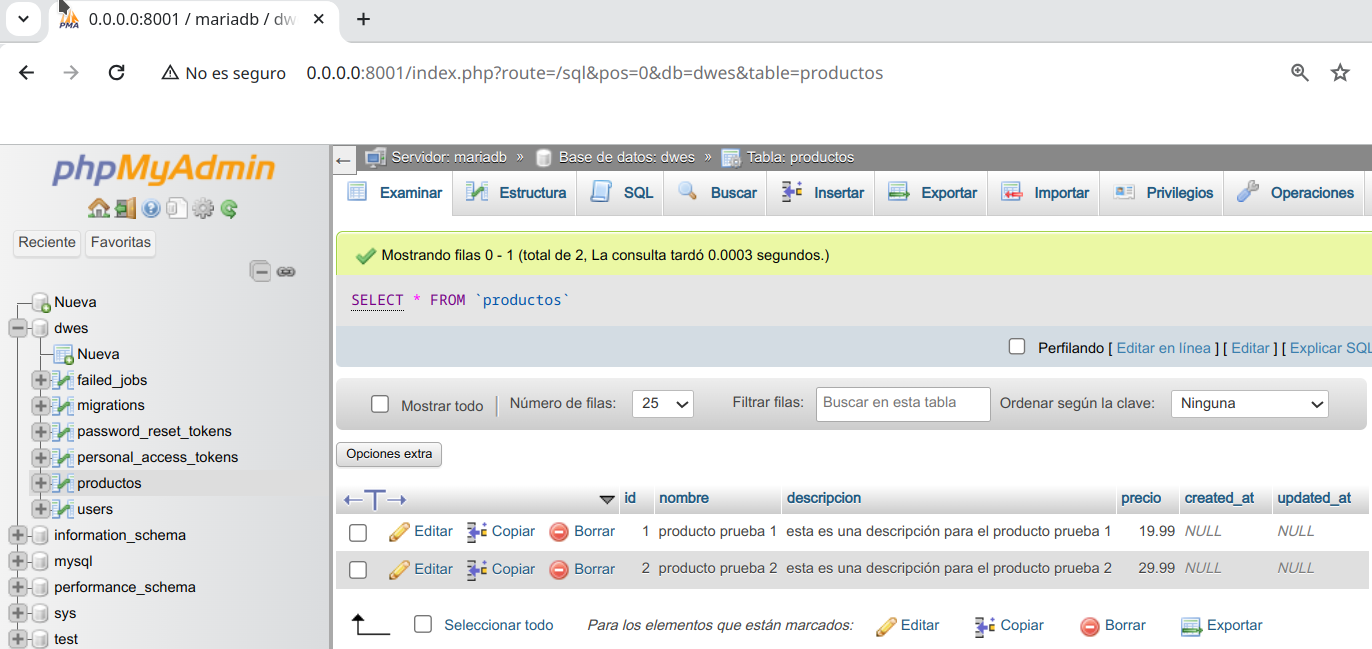 0.0.0.0:8001 / mariadb / dw
No es seguro 0.0.0.0:8001/index.php?route=/sql&pos=0&db=dwes&table=productos
phpMyAdmin
Reciente Favoritas
Nueva
dwes
Nueva
failed_jobs
migrations
password_reset_tokens
personal_access_tokens
productos
users
information_schema
mysql
performance_schema
sys
test
Servidor: mariadb » Base de datos: dwes » Tabla: productos
Examinar Estructura SQL Buscar Insertar Exportar Importar Privilegios Operaciones
Mostrando filas 0 - 1 (total de 2, La consulta tardó 0.0003 segundos.)
SELECT * FROM `productos`
Perfilando [ Editar en línea ] [ Editar ] [ Explicar SQL
Mostrar todo Número de filas: 25 Filtrar filas: Buscar en esta tabla Ordenar según la clave: Ninguna
Opciones extra
id nombre descripcion precio created_at updated_at
Editar Copiar Borrar 1 producto prueba 1 esta es una descripción para el producto prueba 1 19.99 NULL NULL
Editar Copiar Borrar 2 producto prueba 2 esta es una descripción para el producto prueba 2 29.99 NULL NULL
Seleccionar todo Para los elementos que están marcados: Editar Copiar Borrar Exportar